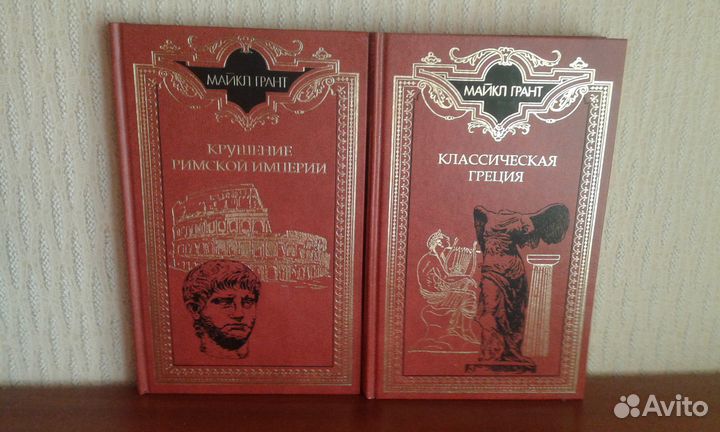 МАЙКЛ ГРАНТ
КРУШЕНИЕ
РИМСКОЙ ИМПЕРИИ
МАЙКЛ ГРАНТ
КЛАССИЧЕСКАЯ
ГРЕЦИЯ
Avito